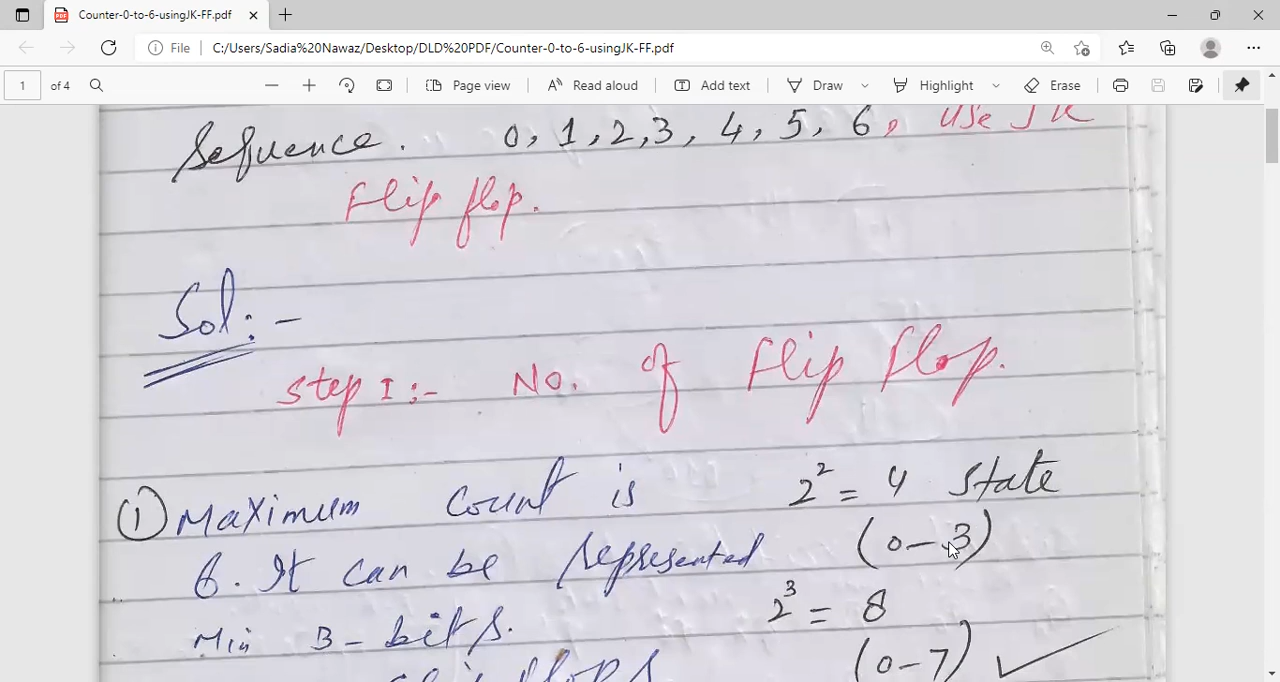 Counter-0-to-6-usingJK-FF.pdf
File C:/Users/Sadia%20Nawaz/Desktop/DLD%20PDF/Counter-0-to-6-usingJK-FF.pdf
1 of 4 Page view Read aloud Add text Draw Highlight Erase
Sequence. 0, 1, 2, 3, 4, 5, 6, Use JK
Flip flop.
Sol:-
Step I:- No. of Flip Flop.
① Maximum Count is 2² = 4 State
6. It can be represented (0-3)
Min 3-bits. 2³ = 8
flops (0-7) ✓